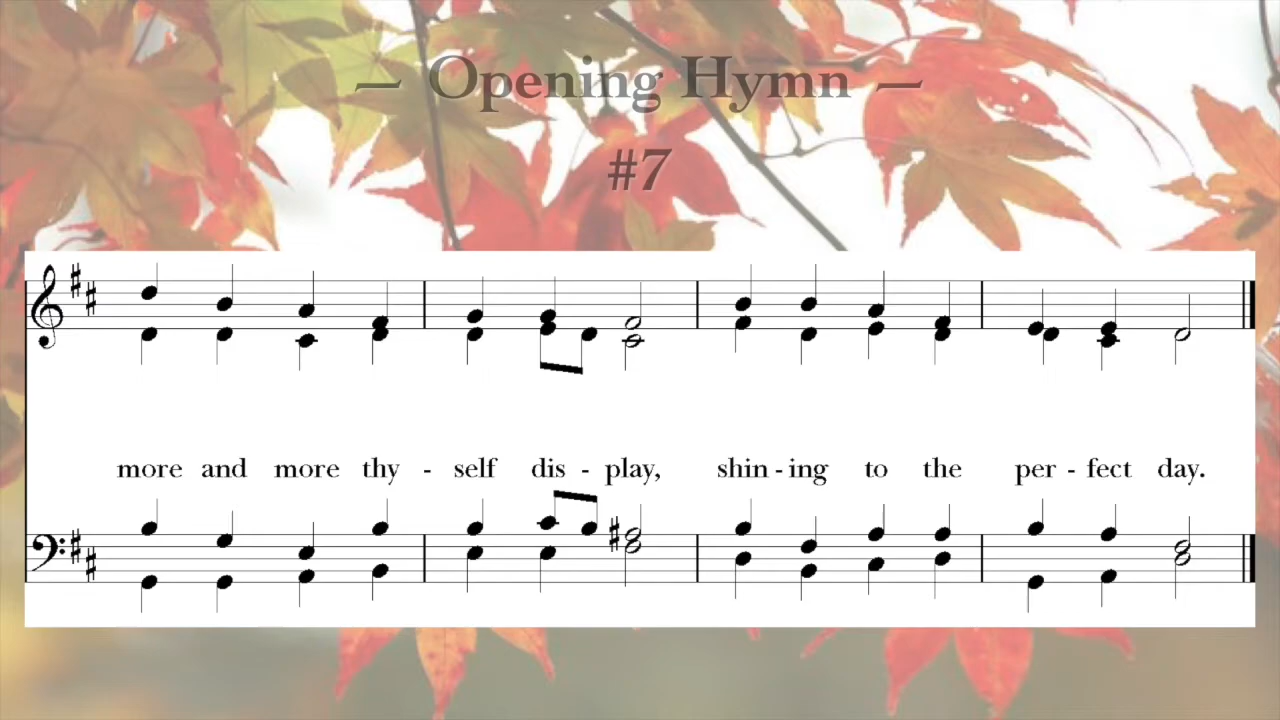 — Opening Hymn —
#7
more and more thy - self dis - play, shin - ing to the per - fect day.